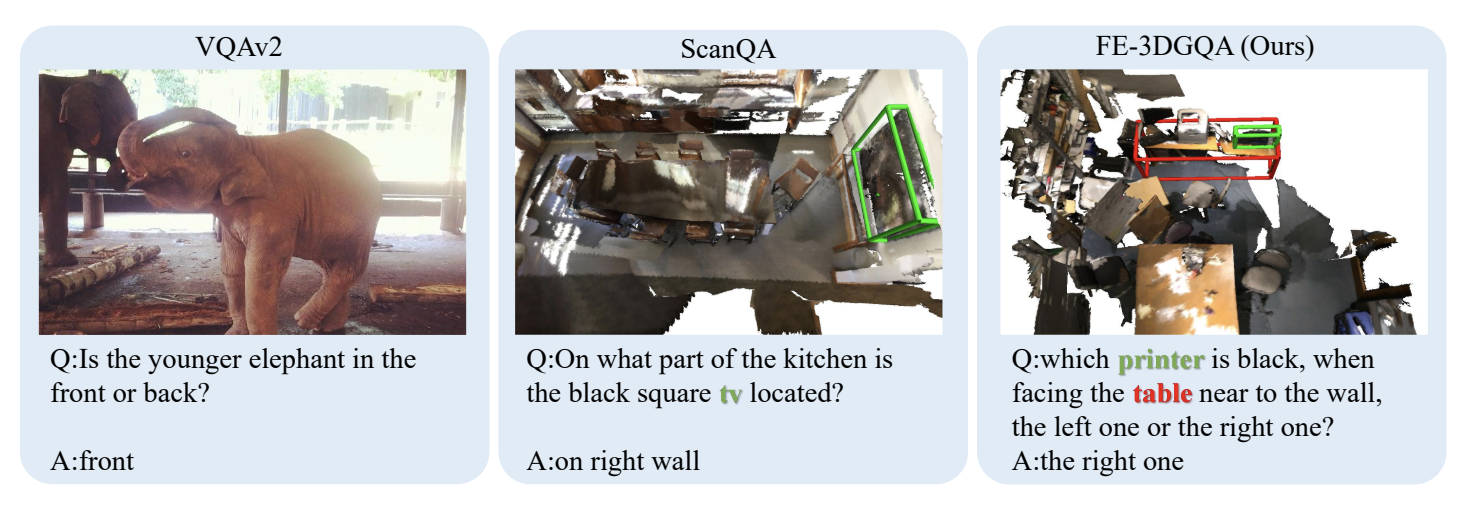 VQAv2
Q:Is the younger elephant in the
front or back?
A:front
ScanQA
Q:On what part of the kitchen is
the black square tv located?
A:on right wall
FE-3DGQA (Ours)
Q:which printer is black, when
facing the table near to the wall,
the left one or the right one?
A:the right one